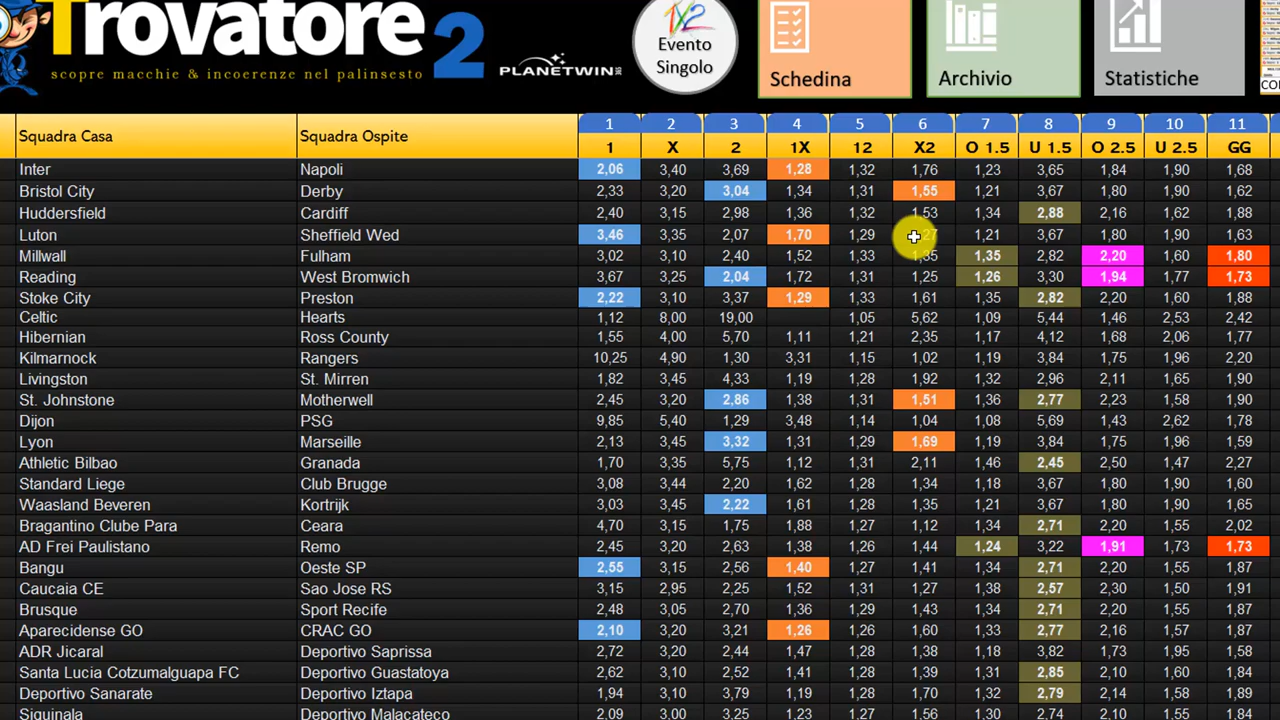 Trovatore 2
scopre macchie & incoerenze nel palinsesto
PLANETWIN365
Evento
Singolo
Schedina
Archivio
Statistiche
1 2 3 4 5 6 7 8 9 10 11
Squadra Casa Squadra Ospite 1 X 2 1X 12 X2 O 1.5 U 1.5 O 2.5 U 2.5 GG
Inter Napoli 2,06 3,40 3,69 1,28 1,32 1,76 1,23 3,65 1,84 1,90 1,68
Bristol City Derby 2,33 3,20 3,04 1,34 1,31 1,55 1,21 3,67 1,80 1,90 1,62
Huddersfield Cardiff 2,40 3,15 2,98 1,36 1,32 1,53 1,34 2,88 2,16 1,62 1,88
Luton Sheffield Wed 3,46 3,35 2,07 1,70 1,29 1,21 3,67 1,80 1,90 1,63
Millwall Fulham 3,02 3,10 2,40 1,52 1,33 1,35 1,35 2,82 2,20 1,60 1,80
Reading West Bromwich 3,67 3,25 2,04 1,72 1,31 1,25 1,26 3,30 1,94 1,77 1,73
Stoke City Preston 2,22 3,10 3,37 1,29 1,33 1,61 1,35 2,82 2,20 1,60 1,88
Celtic Hearts 1,12 8,00 19,00 1,05 5,62 1,09 5,44 1,46 2,53 2,42
Hibernian Ross County 1,55 4,00 5,70 1,11 1,21 2,35 1,17 4,12 1,68 2,06 1,77
Kilmarnock Rangers 10,25 4,90 1,30 3,31 1,15 1,02 1,19 3,84 1,75 1,96 2,20
Livingston St. Mirren 1,82 3,45 4,33 1,19 1,28 1,92 1,32 2,96 2,11 1,65 1,90
St. Johnstone Motherwell 2,45 3,20 2,86 1,38 1,31 1,51 1,36 2,77 2,23 1,58 1,90
Dijon PSG 9,85 5,40 1,29 3,48 1,14 1,04 1,08 5,69 1,43 2,62 1,78
Lyon Marseille 2,13 3,45 3,32 1,31 1,29 1,69 1,19 3,84 1,75 1,96 1,59
Athletic Bilbao Granada 1,70 3,35 5,75 1,12 1,31 2,11 1,46 2,45 2,50 1,47 2,27
Standard Liege Club Brugge 3,08 3,44 2,20 1,62 1,28 1,34 1,18 3,67 1,80 1,90 1,60
Waasland Beveren Kortrijk 3,03 3,45 2,22 1,61 1,28 1,35 1,21 3,67 1,80 1,90 1,65
Bragantino Clube Para Ceara 4,70 3,15 1,75 1,88 1,27 1,12 1,34 2,71 2,20 1,55 2,02
AD Frei Paulistano Remo 2,45 3,20 2,63 1,38 1,26 1,44 1,24 3,22 1,91 1,73 1,73
Bangu Oeste SP 2,55 3,15 2,56 1,40 1,27 1,41 1,34 2,71 2,20 1,55 1,87
Caucaia CE Sao Jose RS 3,15 2,95 2,25 1,52 1,31 1,27 1,38 2,57 2,30 1,50 1,91
Brusque Sport Recife 2,48 3,05 2,70 1,36 1,29 1,43 1,34 2,71 2,20 1,55 1,87
Aparecidense GO CRAC GO 2,10 3,20 3,21 1,26 1,26 1,60 1,33 2,77 2,16 1,57 1,87
ADR Jicaral Deportivo Saprissa 2,72 3,20 2,44 1,47 1,28 1,38 1,18 3,82 1,73 1,95 1,58
Santa Lucia Cotzumalguapa FC Deportivo Guastatoya 2,62 3,10 2,52 1,41 1,28 1,39 1,31 2,85 2,10 1,60 1,84
Deportivo Sanarate Deportivo Iztapa 1,94 3,10 3,79 1,19 1,28 1,70 1,32 2,79 2,14 1,58 1,89
Siquinala Deportivo Malacateco 2,09 3,00 3,25 1,23 1,27 1,56 1,30 2,74 2,10 1,55 1,84